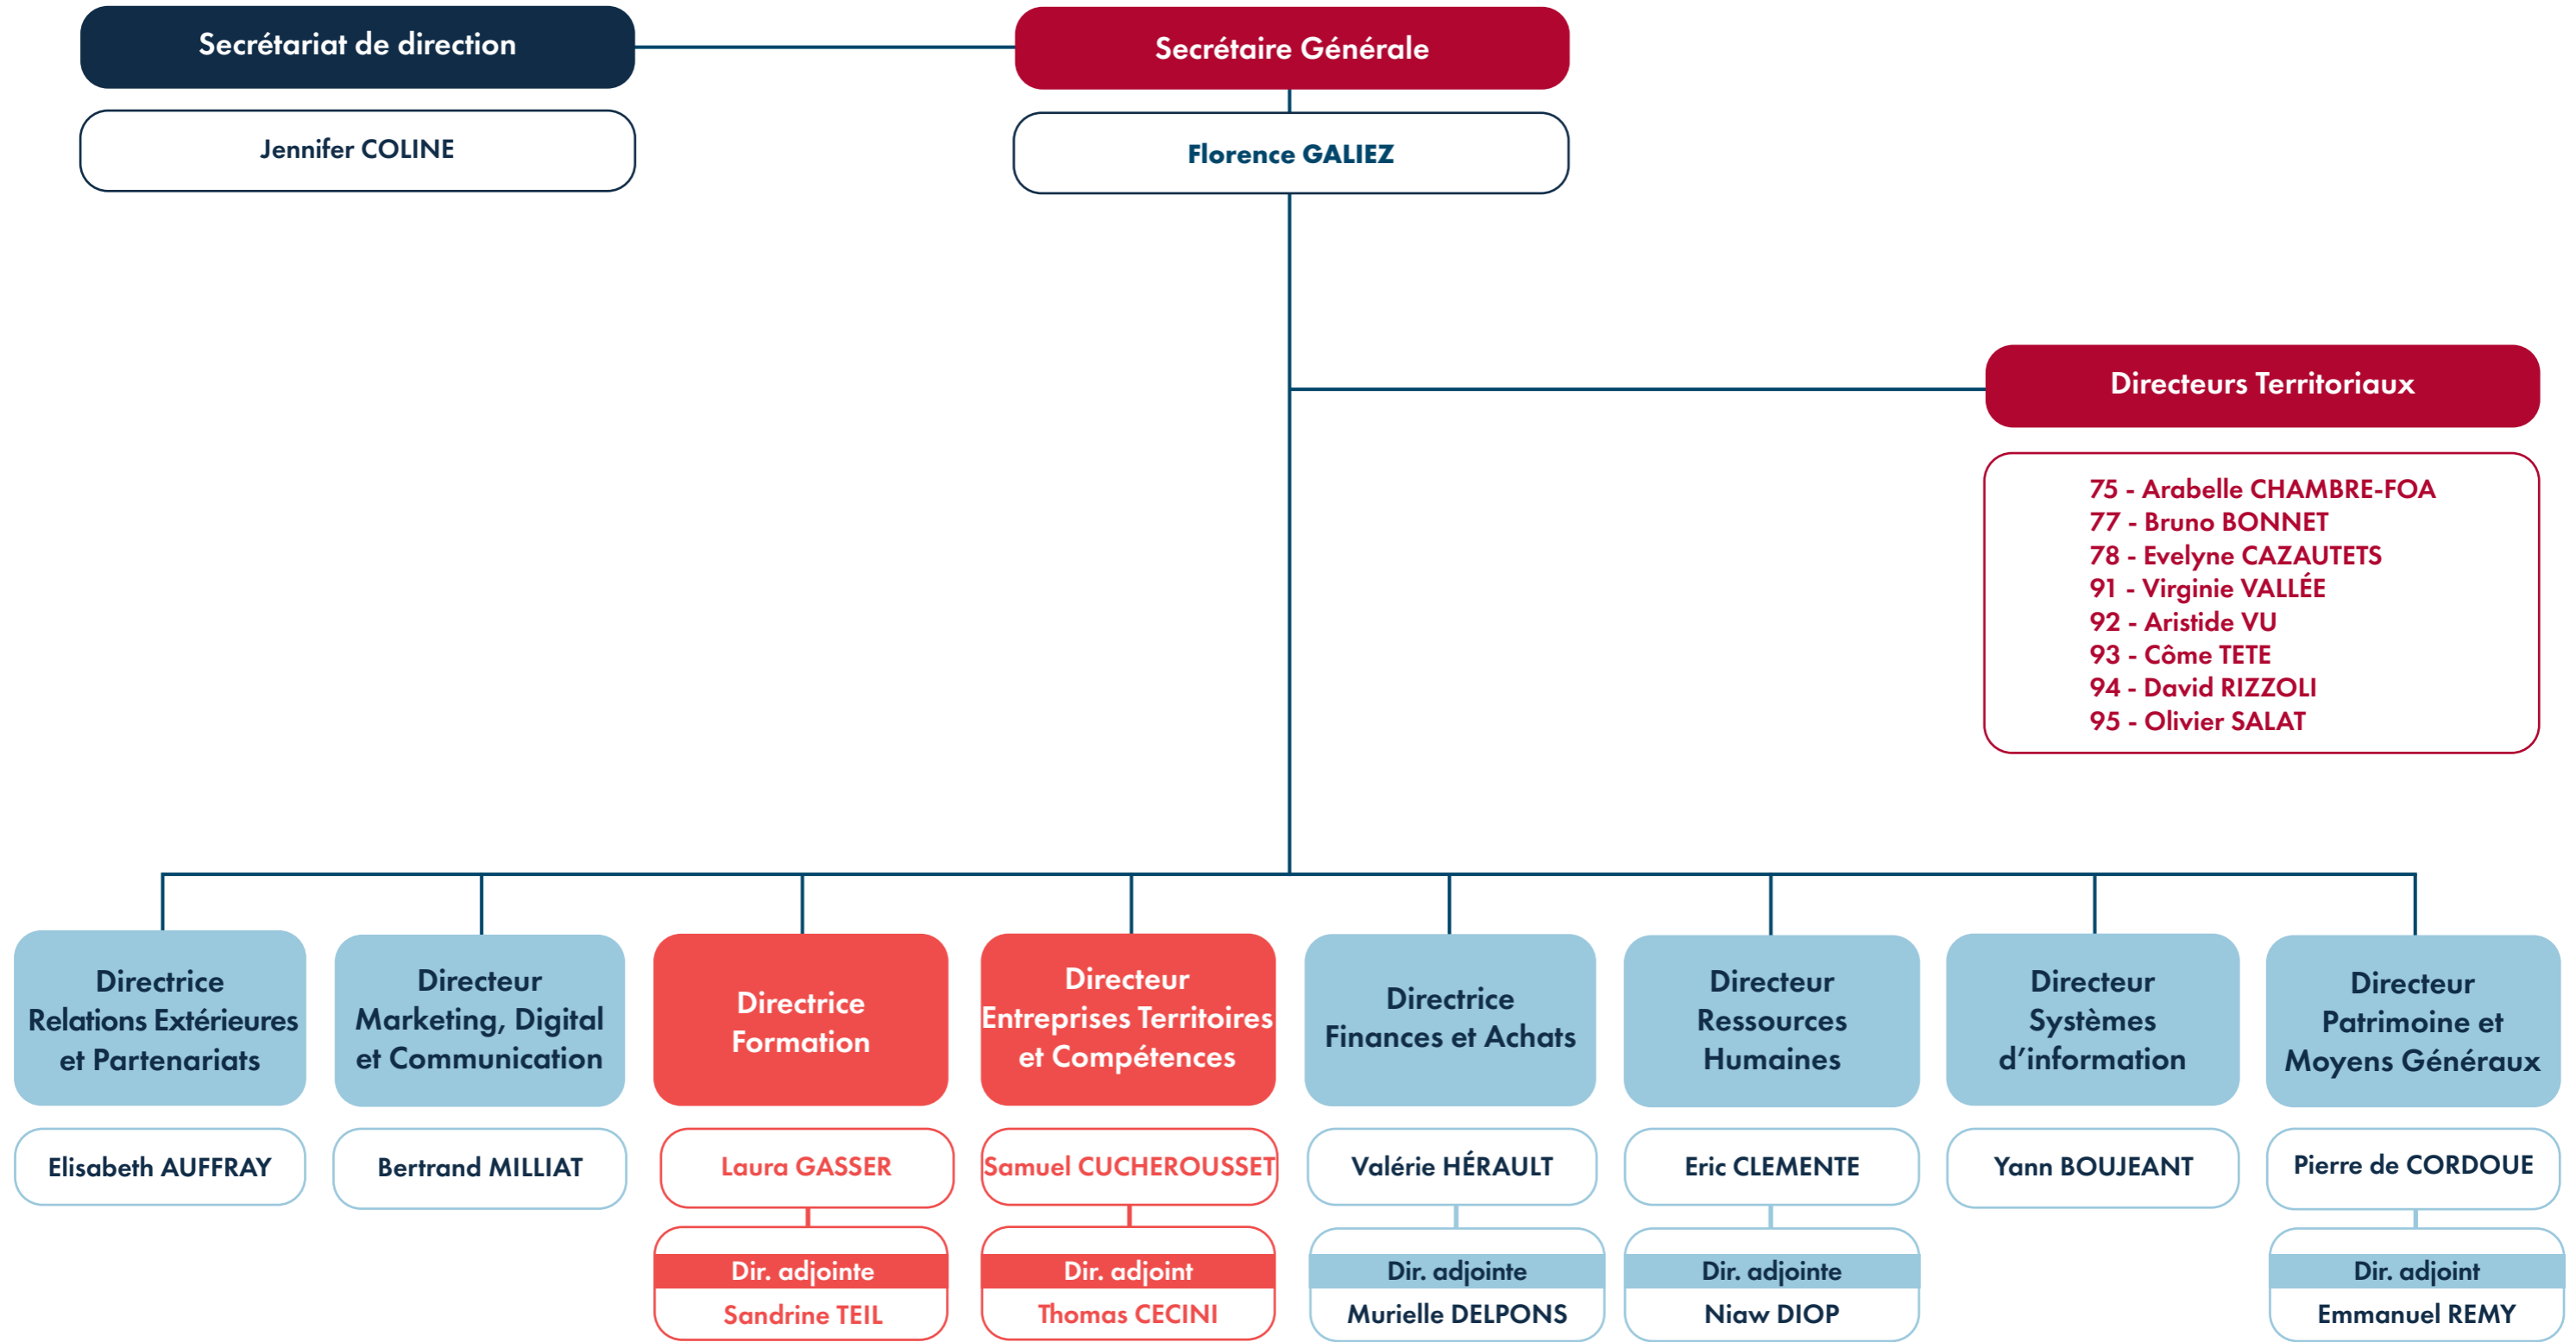 Secrétariat de direction
Jennifer COLINE
Secrétaire Générale
Florence GALIEZ
Directeurs Territoriaux
75 - Arabelle CHAMBRE-FOA
77 - Bruno BONNET
78 - Evelyne CAZAUTETS
91 - Virginie VALLÉE
92 - Aristide VU
93 - Côme TETE
94 - David RIZZOLI
95 - Olivier SALAT
Directrice
Relations Extérieures
et Partenariats
Elisabeth AUFFRAY
Directeur
Marketing, Digital
et Communication
Bertrand MILLIAT
Directrice
Formation
Laura GASSER
Dir. adjointe
Sandrine TEIL
Directeur
Entreprises Territoires
et Compétences
Samuel CUCHEROUSSET
Dir. adjoint
Thomas CECINI
Directrice
Finances et Achats
Valérie HÉRAULT
Dir. adjointe
Murielle DELPONS
Directeur
Ressources
Humaines
Eric CLEMENTE
Dir. adjointe
Niaw DIOP
Directeur
Systèmes
d’information
Yann BOUJEANT
Directeur
Patrimoine et
Moyens Généraux
Pierre de CORDOUE
Dir. adjoint
Emmanuel REMY